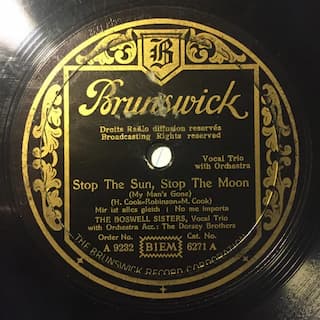 B
Brunswick
Droits Radio diffusion reservés
Broadcasting Rights reserved
Vocal Trio
with Orchestra
Stop The Sun, Stop The Moon
(My Man's Gone)
(H. Cook-Robinson-M. Cook)
Mir ist alles gleich : No me importa
THE BOSWELL SISTERS, Vocal Trio
with Orchestra Acc.: The Dorsey Brothers
Order No. Cat. No.
A 9232 BIEM 6271 A
THE BRUNSWICK RECORD CORPORATION